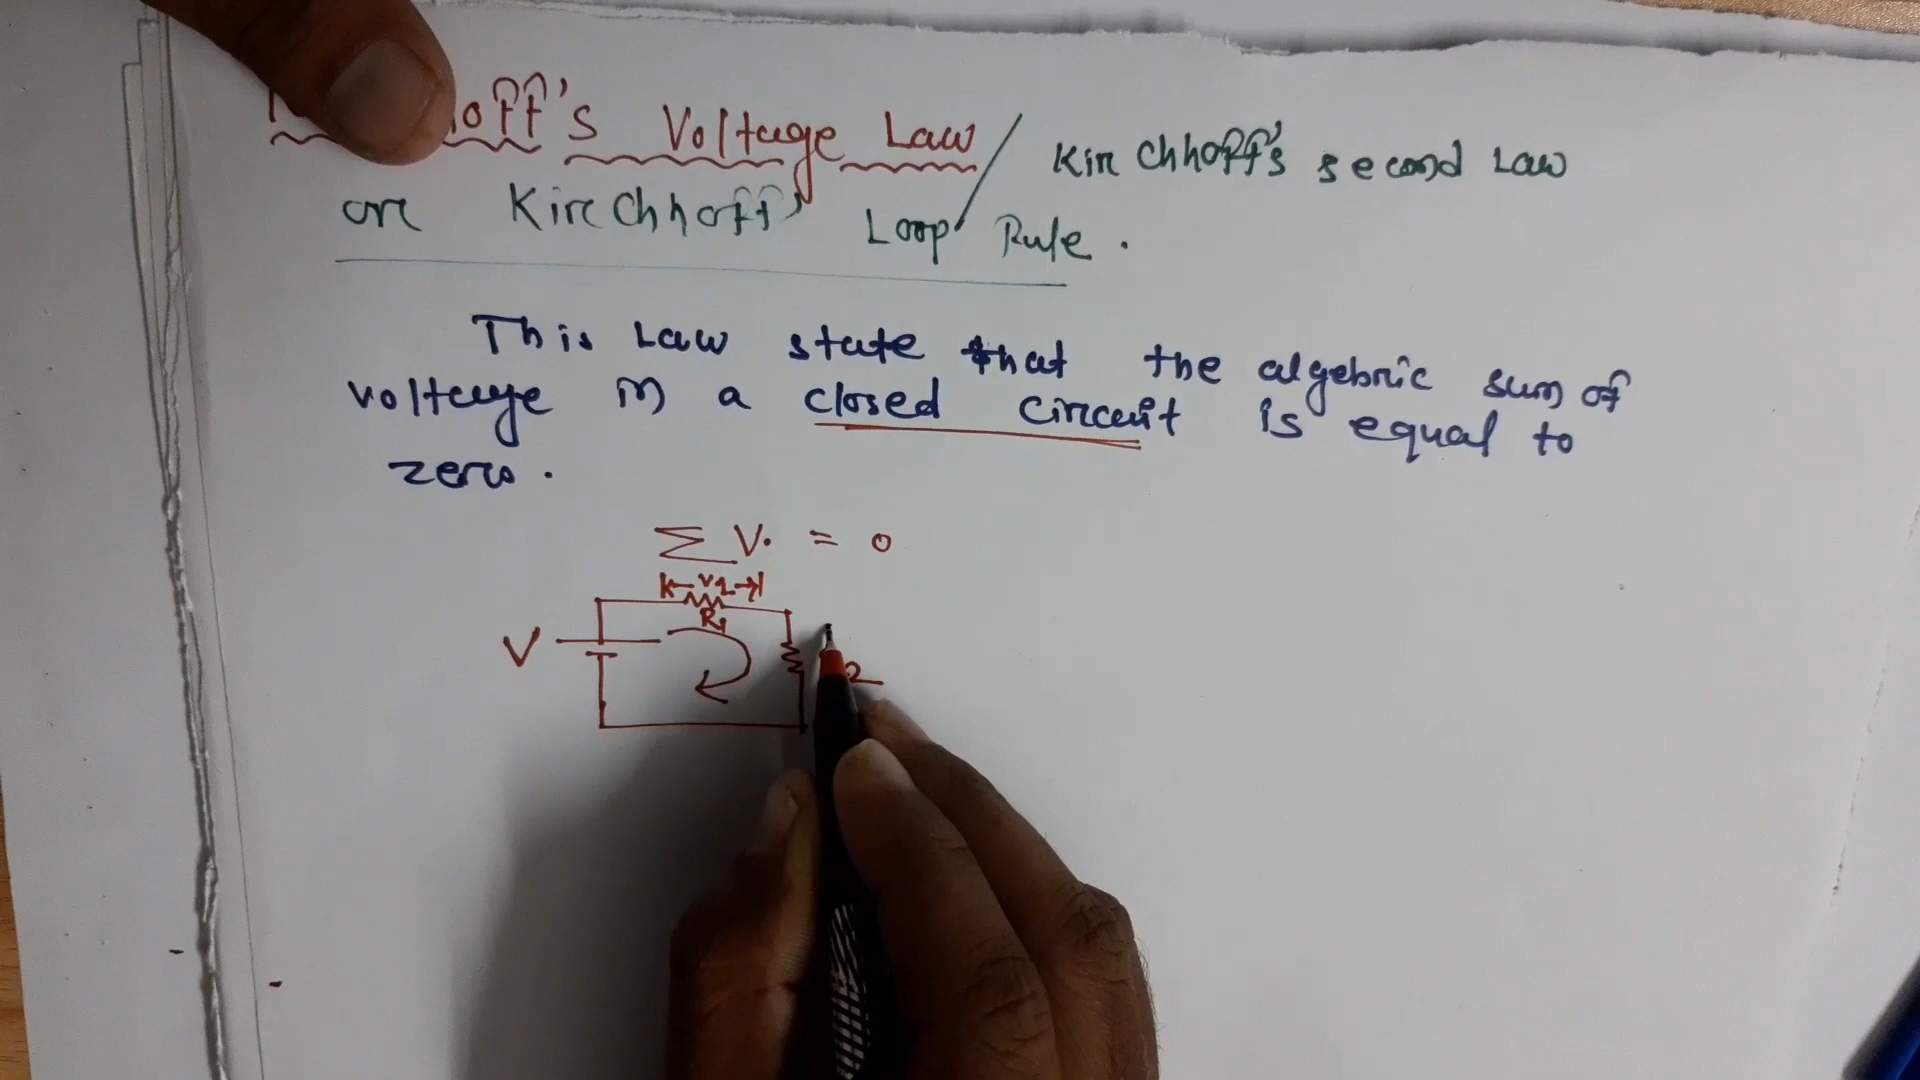 's Voltage Law / Kirchhoff's second Law
or Kirchhoff's Loop Rule.
This Law state that the algebric sum of
voltage in a closed circuit is equal to
zero.
Σ V. = 0
V1
R1
V
2